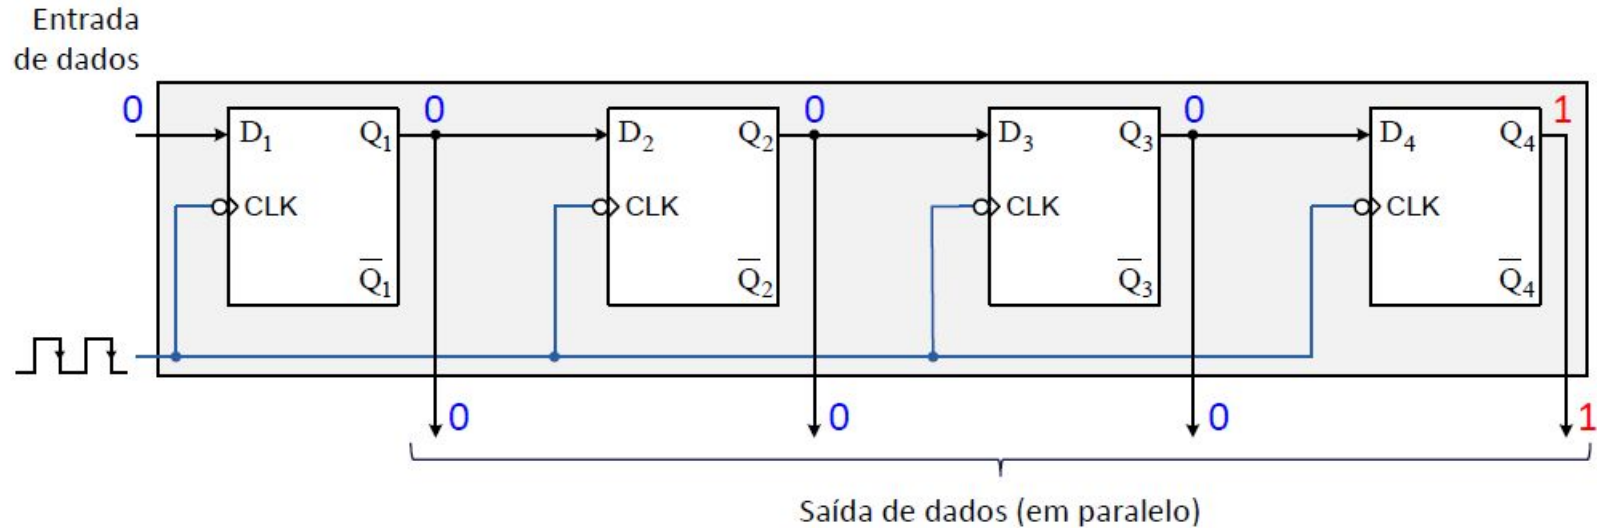 Entrada
de dados
0 0 0 0 1
D₁ Q₁ D₂ Q₂ D₃ Q₃ D₄ Q₄
CLK CLK CLK CLK
Q̅₁ Q̅₂ Q̅₃ Q̅₄
0 0 0 1
Saída de dados (em paralelo)